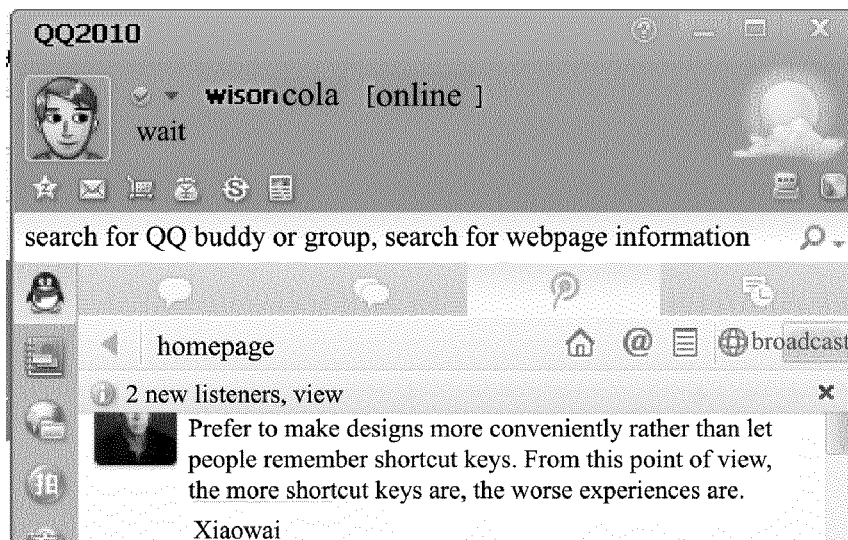 QQ2010
wison cola [online ]
wait
search for QQ buddy or group, search for webpage information
homepage
@
broadcast
2 new listeners, view
Prefer to make designs more conveniently rather than let
people remember shortcut keys. From this point of view,
the more shortcut keys are, the worse experiences are.
Xiaowai